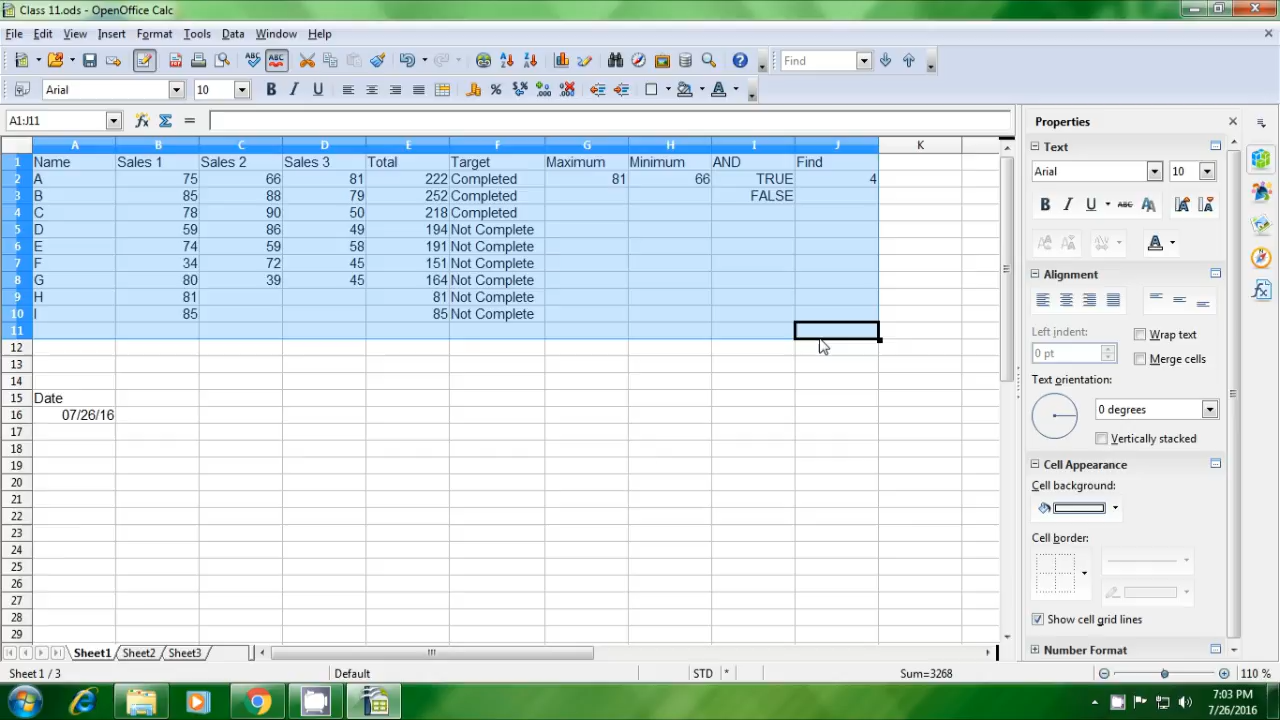 Class 11.ods - OpenOffice Calc
File Edit View Insert Format Tools Data Window Help
Find
Arial 10
A1:J11
A B C D E F G H I J K
1 Name Sales 1 Sales 2 Sales 3 Total Target Maximum Minimum AND Find
2 A 75 66 81 222 Completed 81 66 TRUE 4
3 B 85 88 79 252 Completed FALSE
4 C 78 90 50 218 Completed
5 D 59 86 49 194 Not Complete
6 E 74 59 58 191 Not Complete
7 F 34 72 45 151 Not Complete
8 G 80 39 45 164 Not Complete
9 H 81 81 Not Complete
10 I 85 85 Not Complete
11
12
13
14
15 Date
16 07/26/16
17
18
19
20
21
22
23
24
25
26
27
28
29
Properties
Text
Arial 10
Alignment
Left indent:
0 pt
Wrap text
Merge cells
Text orientation:
0 degrees
Vertically stacked
Cell Appearance
Cell background:
Cell border:
Show cell grid lines
Number Format
Sheet1 Sheet2 Sheet3
Sheet 1 / 3 Default STD * Sum=3268 110 %
7:03 PM
7/26/2016